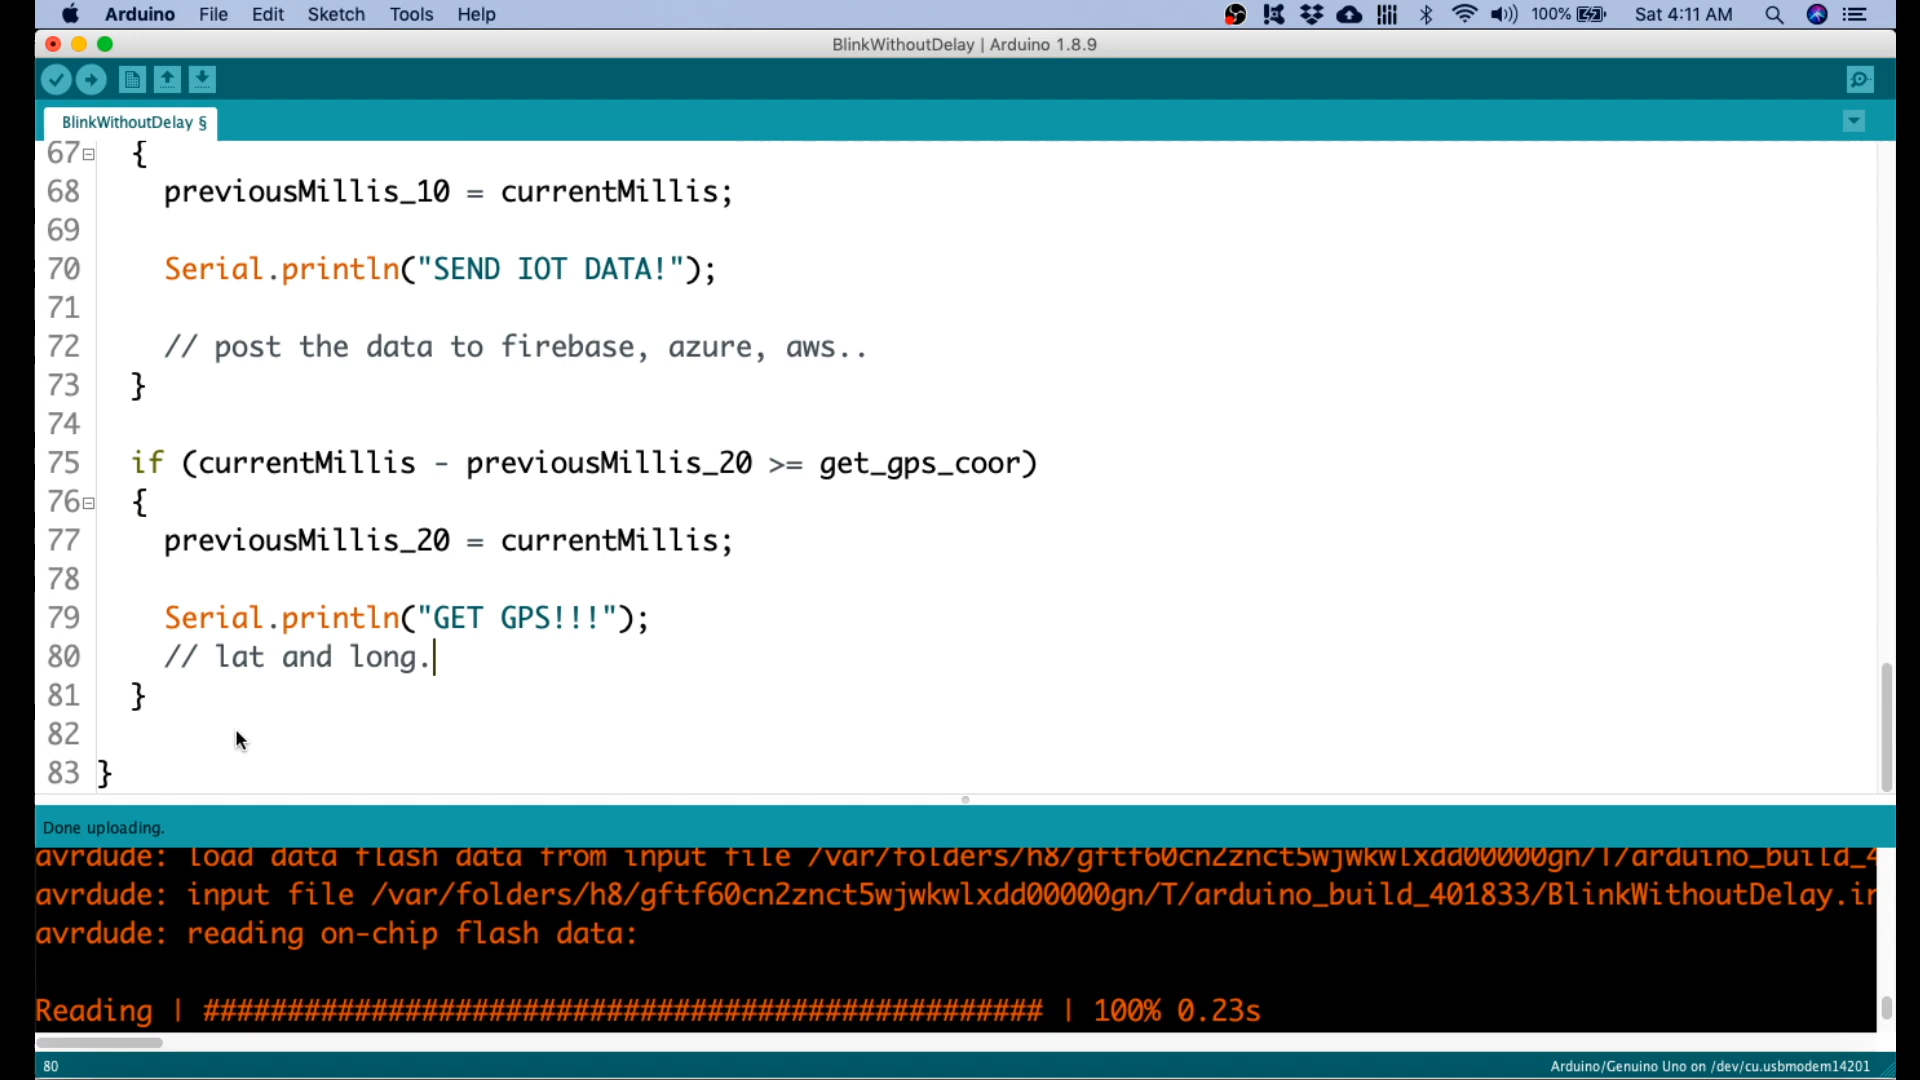 Arduino File Edit Sketch Tools Help 100% Sat 4:11 AM
BlinkWithoutDelay | Arduino 1.8.9
BlinkWithoutDelay §
67 {
68 previousMillis_10 = currentMillis;
69
70 Serial.println("SEND IOT DATA!");
71
72 // post the data to firebase, azure, aws..
73 }
74
75 if (currentMillis - previousMillis_20 >= get_gps_coor)
76 {
77 previousMillis_20 = currentMillis;
78
79 Serial.println("GET GPS!!!");
80 // lat and long.
81 }
82
83 }
Done uploading.
avrdude: load data flash data from input file /var/folders/h8/gftf60cn2znct5wjwkwlxdd00000gn/T/arduino_build_4
avrdude: input file /var/folders/h8/gftf60cn2znct5wjwkwlxdd00000gn/T/arduino_build_401833/BlinkWithoutDelay.in
avrdude: reading on-chip flash data:
Reading | ################################################## | 100% 0.23s
80 Arduino/Genuino Uno on /dev/cu.usbmodem14201